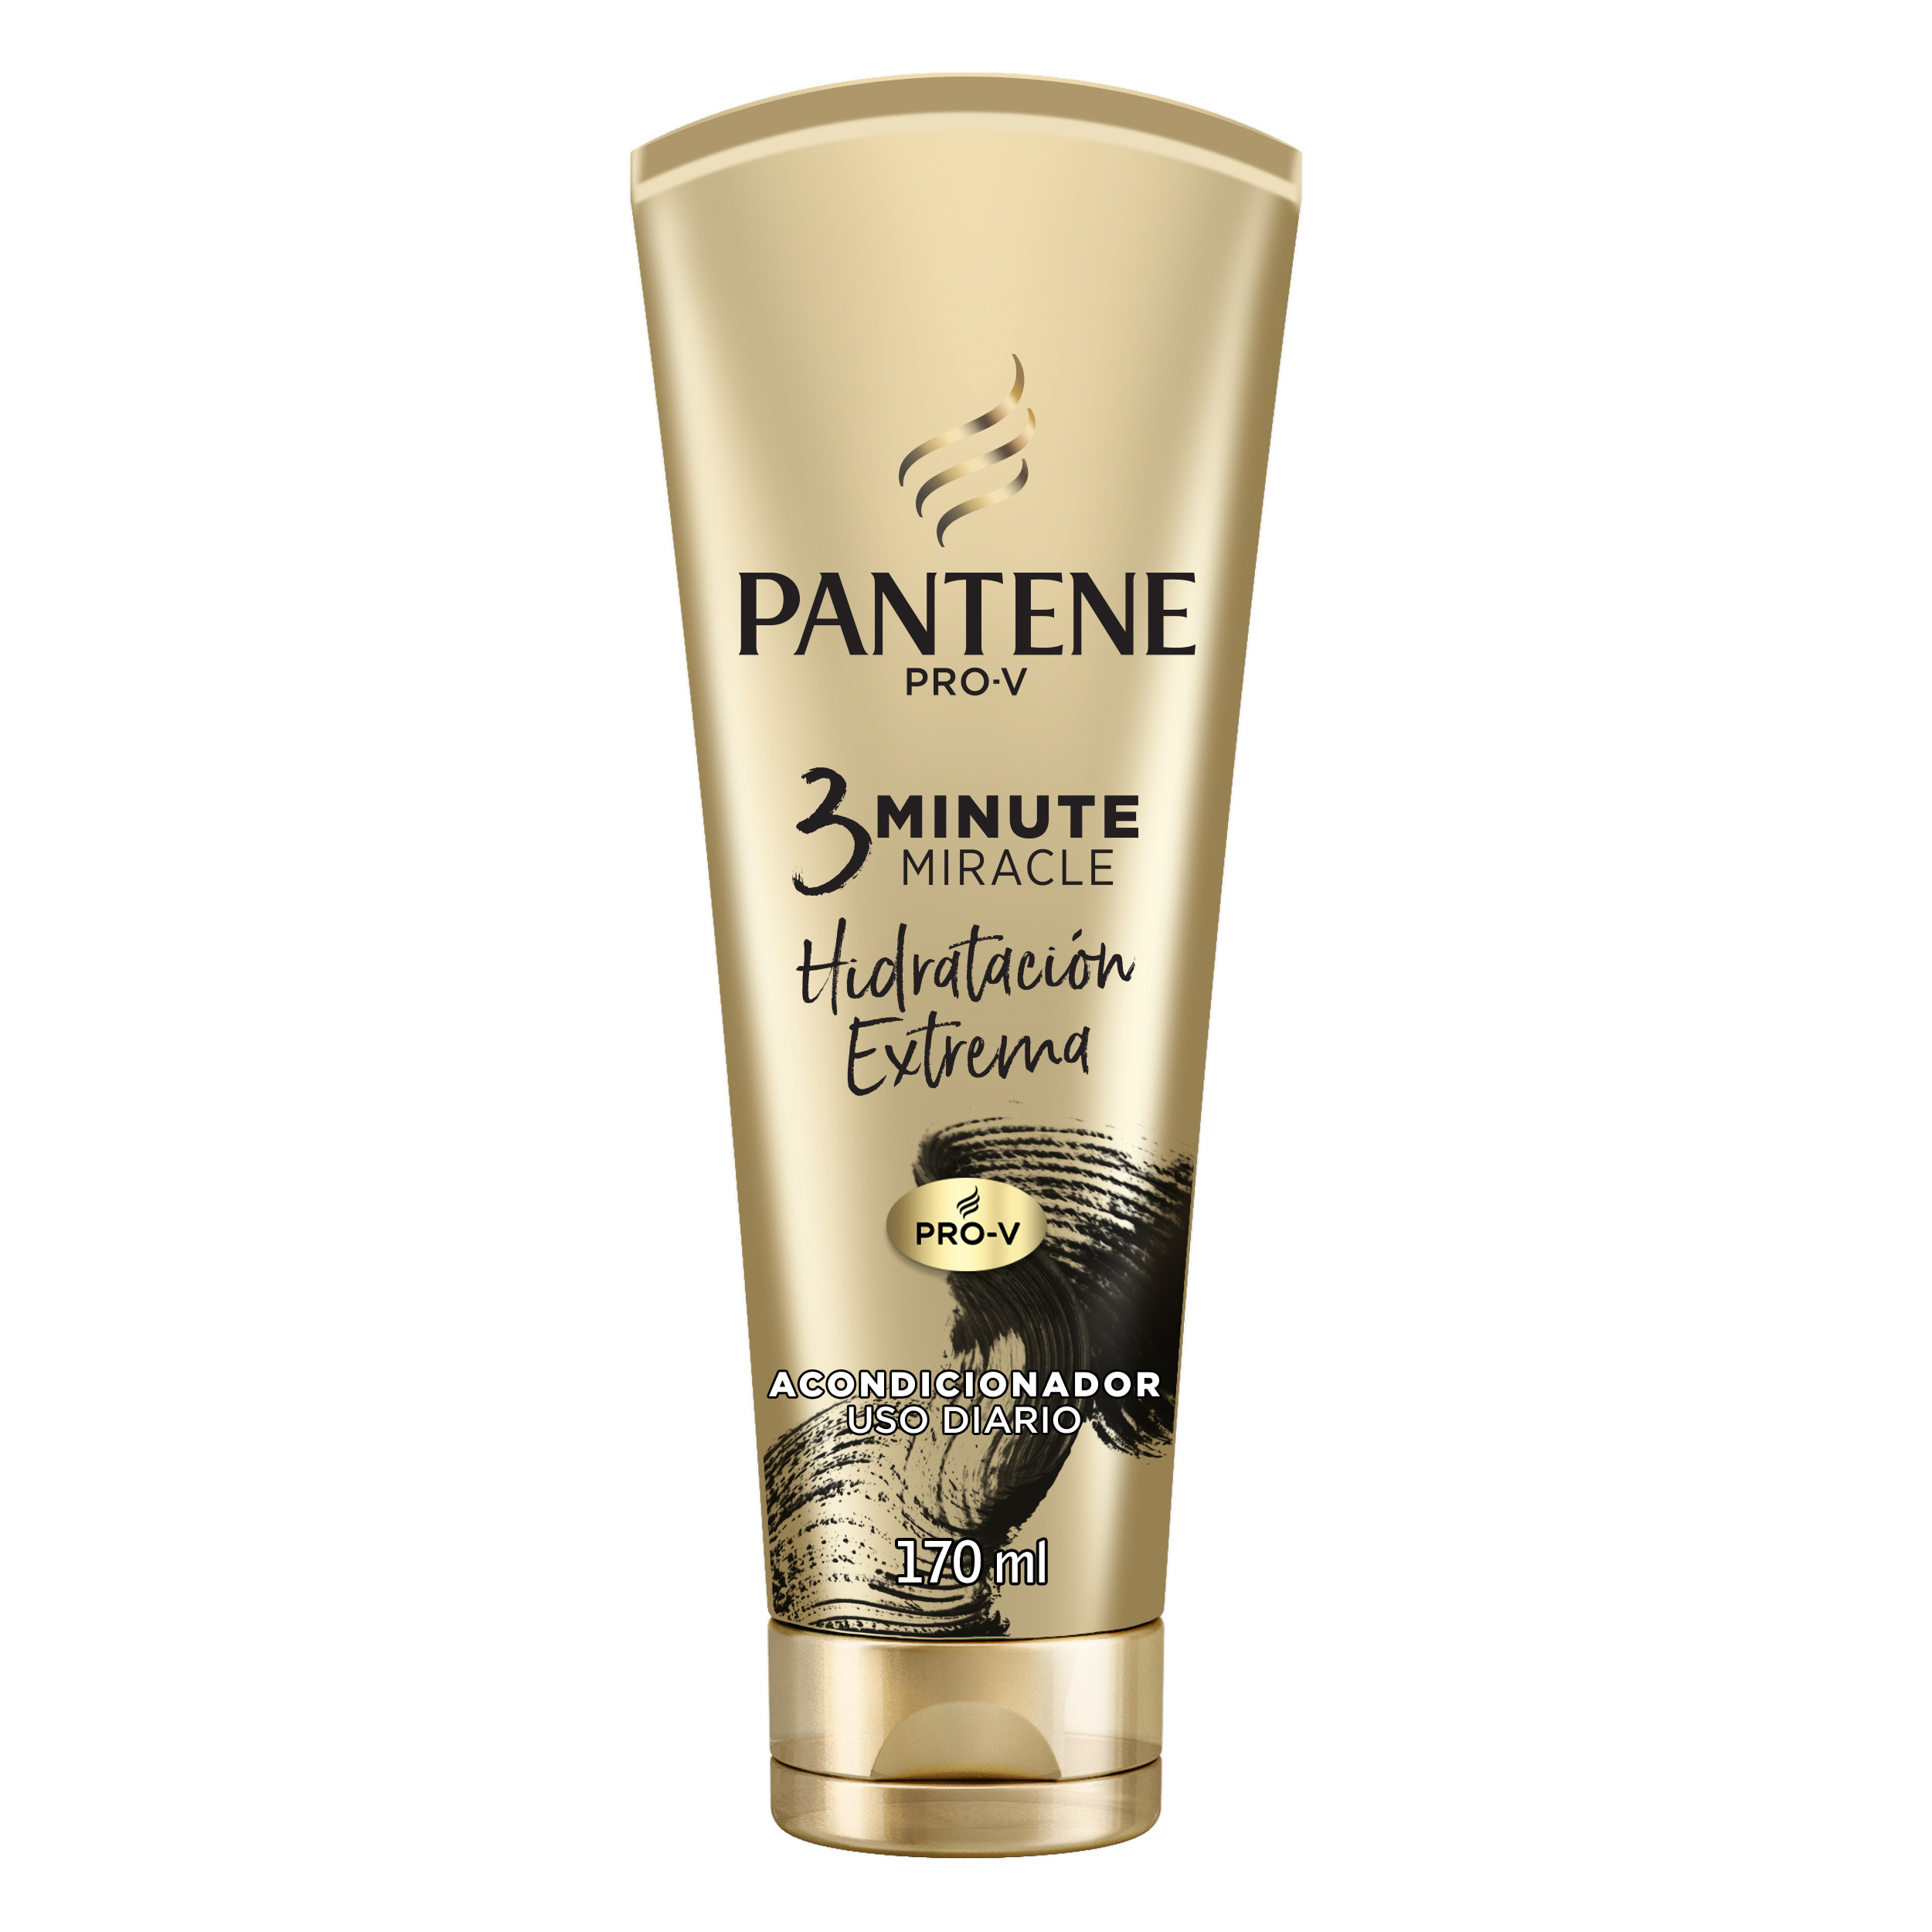 PANTENE
PRO-V
3 MINUTE
MIRACLE
Hidratación
Extrema
PRO-V
ACONDICIONADOR
USO DIARIO
170 ml